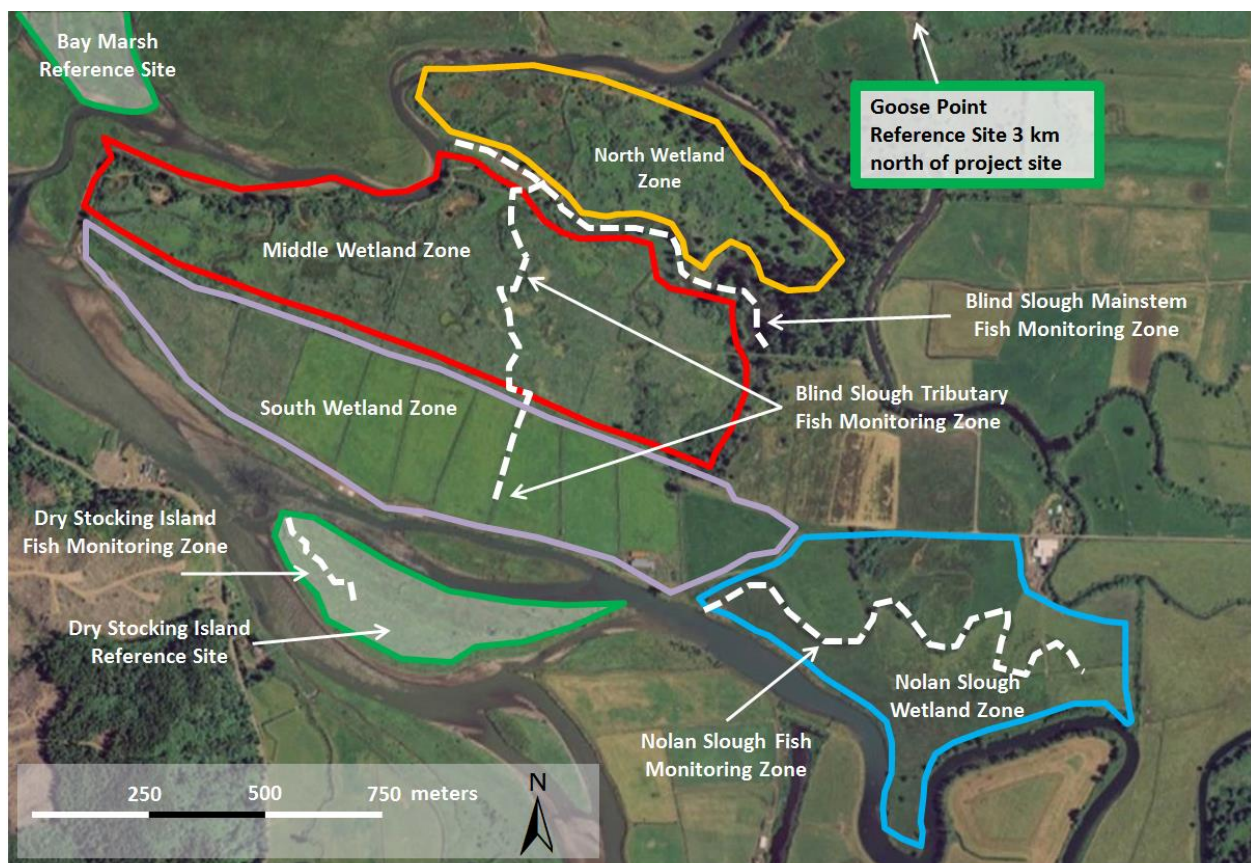 Bay Marsh
Reference Site
Goose Point
Reference Site 3 km
north of project site
North Wetland
Zone
Middle Wetland Zone
Blind Slough Mainstem
Fish Monitoring Zone
South Wetland Zone
Blind Slough Tributary
Fish Monitoring Zone
Dry Stocking Island
Fish Monitoring Zone
Dry Stocking Island
Reference Site
Nolan Slough
Wetland Zone
Nolan Slough Fish
Monitoring Zone
250 500 750 meters
N